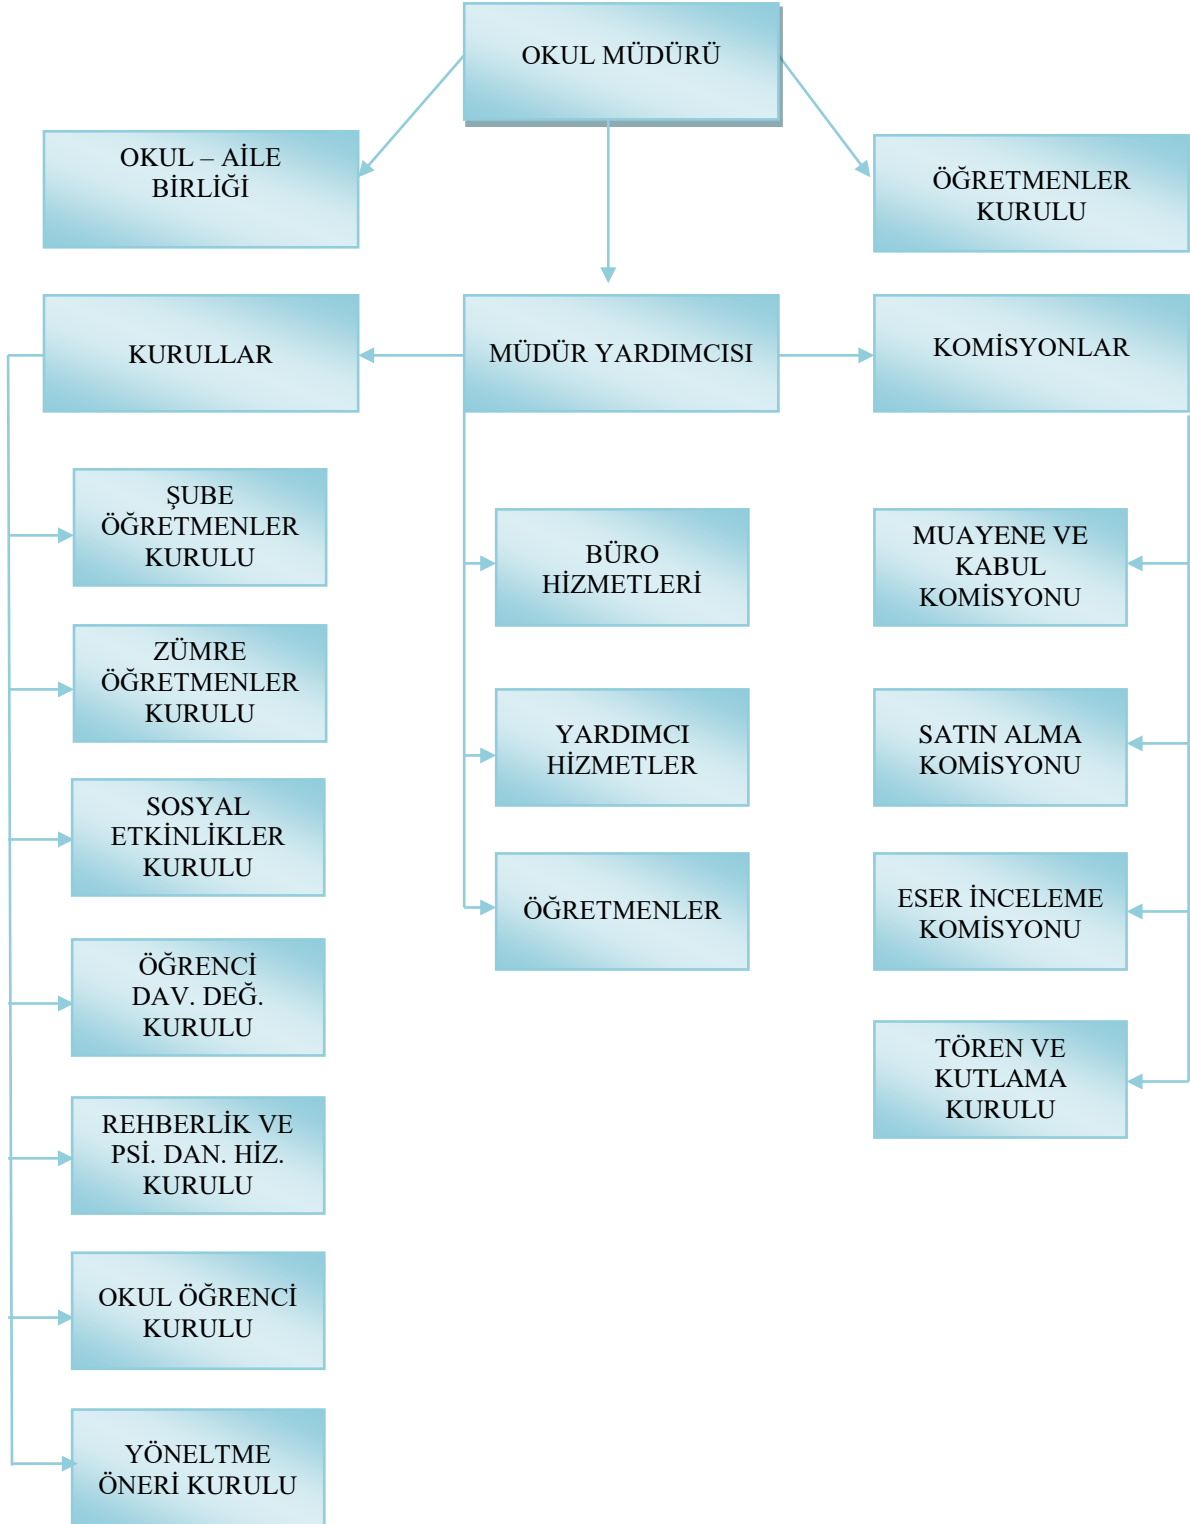 OKUL MÜDÜRÜ
OKUL – AİLE
BİRLİĞİ
ÖĞRETMENLER
KURULU
KURULLAR
MÜDÜR YARDIMCISI
KOMİSYONLAR
ŞUBE
ÖĞRETMENLER
KURULU
ZÜMRE
ÖĞRETMENLER
KURULU
SOSYAL
ETKİNLİKLER
KURULU
ÖĞRENCİ
DAV. DEĞ.
KURULU
REHBERLİK VE
PSİ. DAN. HİZ.
KURULU
OKUL ÖĞRENCİ
KURULU
YÖNELTME
ÖNERİ KURULU
BÜRO
HİZMETLERİ
YARDIMCI
HİZMETLER
ÖĞRETMENLER
MUAYENE VE
KABUL
KOMİSYONU
SATIN ALMA
KOMİSYONU
ESER İNCELEME
KOMİSYONU
TÖREN VE
KUTLAMA
KURULU